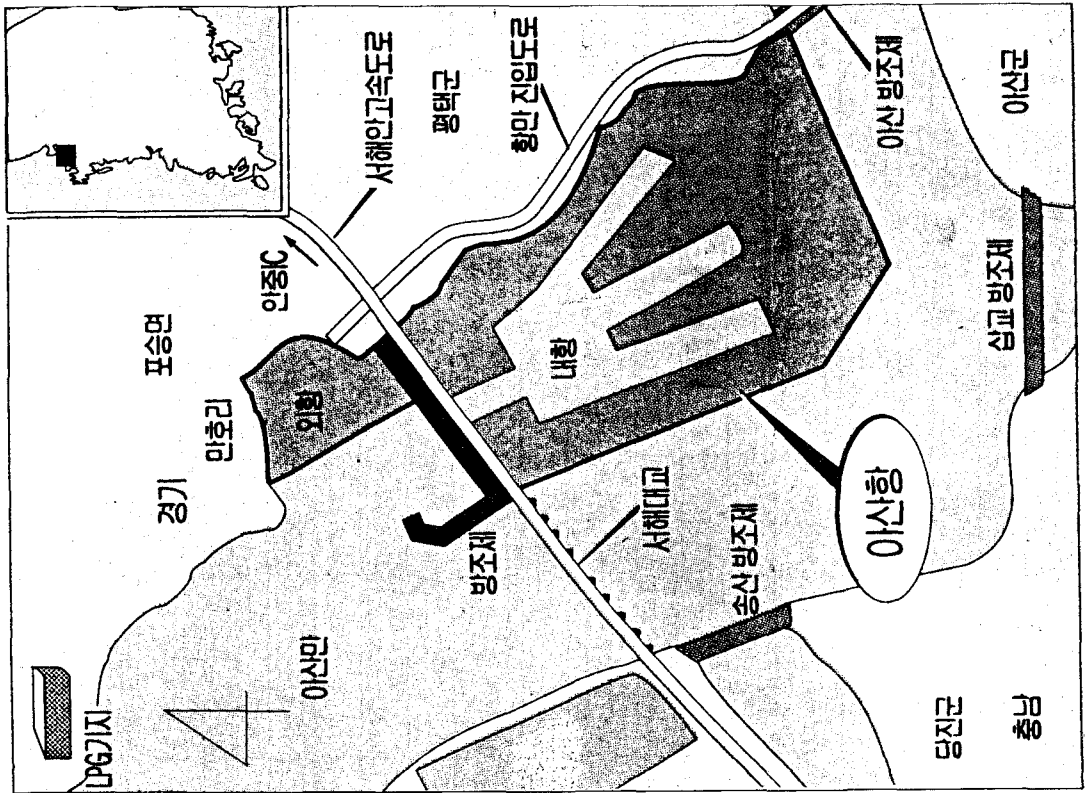 LPG기지
아산만
경기
만호리
포승면
외항
안중IC
서해안고속도로
평택군
항만 진입도로
내항
방조제
서해대교
송산 방조제
아산항
아산 방조제
삽교 방조제
아산군
당진군
충남